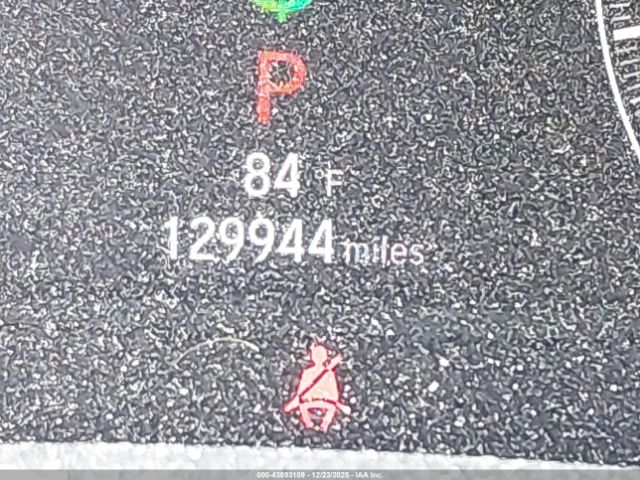 P
84 °F
129944 miles
000-43893109 - 12/23/2025 - IAA Inc.